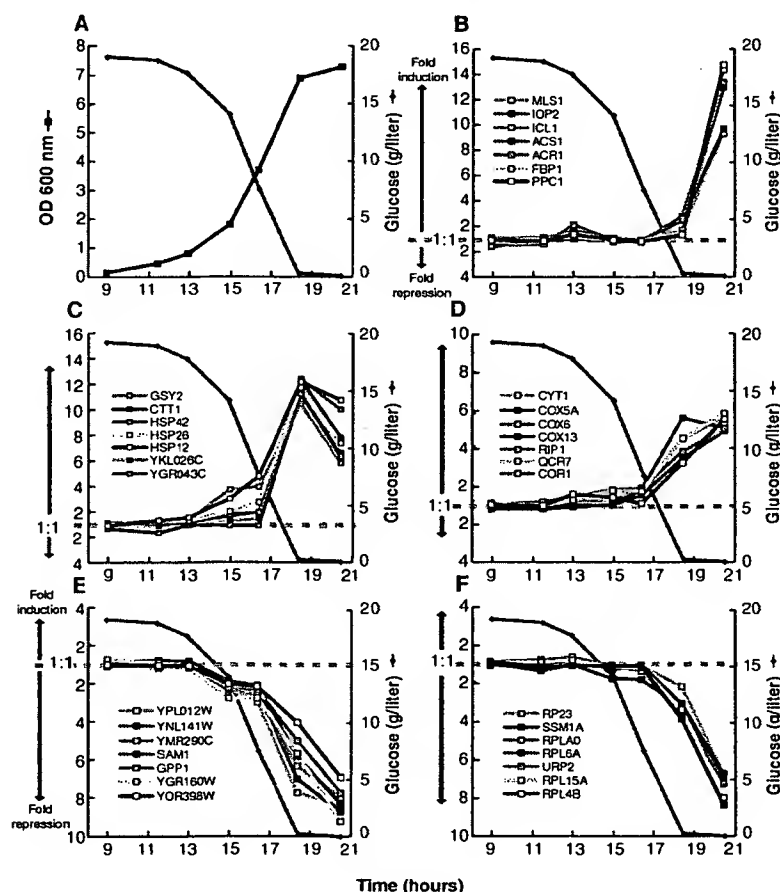 A
8
7
6
5
4
3
2
1
0
OD 600 nm
20
15
10
5
0
Glucose (g/liter)
9 11 13 15 17 19 21
B
Fold
induction
16
14
12
10
8
6
4
2
1:1
2
4
Fold
repression
MLS1
IOP2
ICL1
ACS1
ACR1
FBP1
PPC1
20
15
10
5
0
Glucose (g/liter)
9 11 13 15 17 19 21
C
16
14
12
10
8
6
4
2
1:1
2
4
GSY2
CTT1
HSP42
HSP26
HSP12
YKL026C
YGR043C
20
15
10
5
0
Glucose (g/liter)
9 11 13 15 17 19 21
D
10
8
6
4
2
1:1
2
4
CYT1
COX5A
COX6
COX13
RIP1
QCR7
COR1
20
15
10
5
0
Glucose (g/liter)
9 11 13 15 17 19 21
E
Fold
induction
4
2
1:1
2
4
6
8
10
Fold
repression
YPL012W
YNL141W
YMR290C
SAM1
GPP1
YGR160W
YOR398W
20
15
10
5
0
Glucose (g/liter)
9 11 13 15 17 19 21
F
4
2
1:1
2
4
6
8
10
RP23
SSM1A
RPLA0
RPL6A
URP2
RPL15A
RPL4B
20
15
10
5
0
Glucose (g/liter)
9 11 13 15 17 19 21
Time (hours)